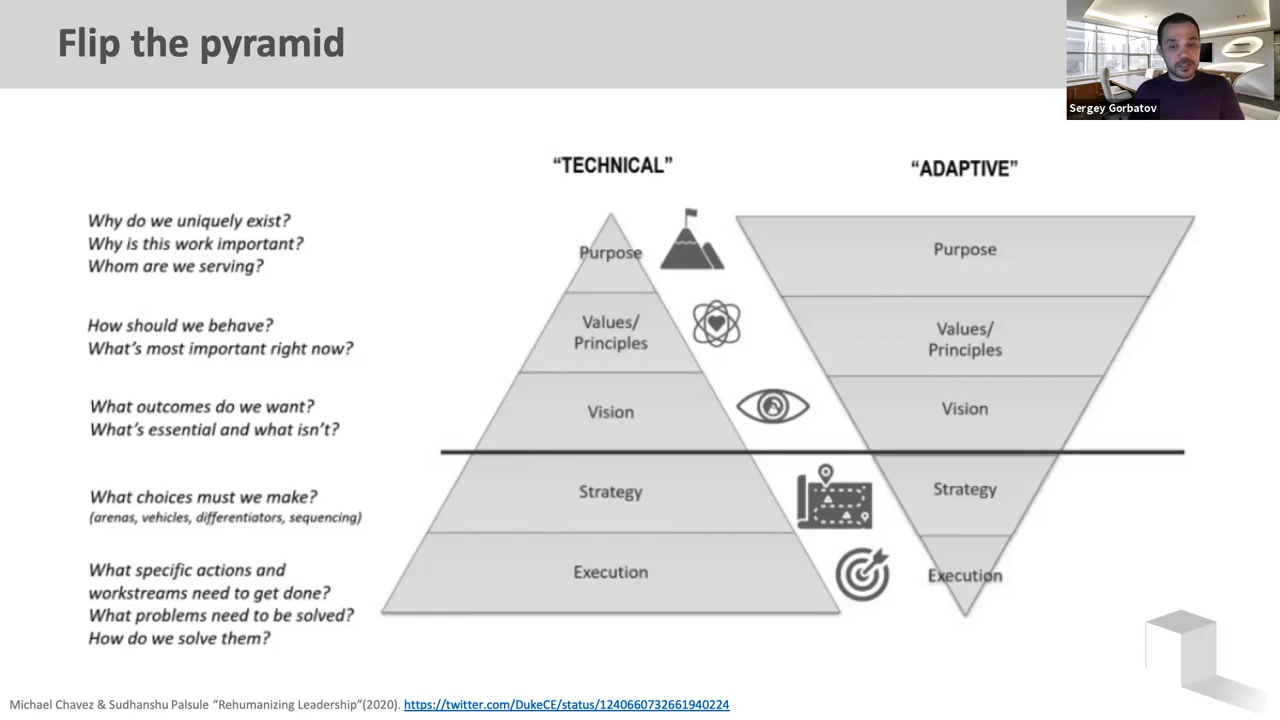 Flip the pyramid
Sergey Gorbatov
“TECHNICAL”
“ADAPTIVE”
Why do we uniquely exist?
Why is this work important?
Whom are we serving?
Purpose
Purpose
How should we behave?
What’s most important right now?
Values/
Principles
Values/
Principles
What outcomes do we want?
What’s essential and what isn’t?
Vision
Vision
What choices must we make?
(arenas, vehicles, differentiators, sequencing)
Strategy
Strategy
What specific actions and
workstreams need to get done?
What problems need to be solved?
How do we solve them?
Execution
Execution
Michael Chavez & Sudhanshu Palsule “Rehumanizing Leadership”(2020). https://twitter.com/DukeCE/status/1240660732661940224